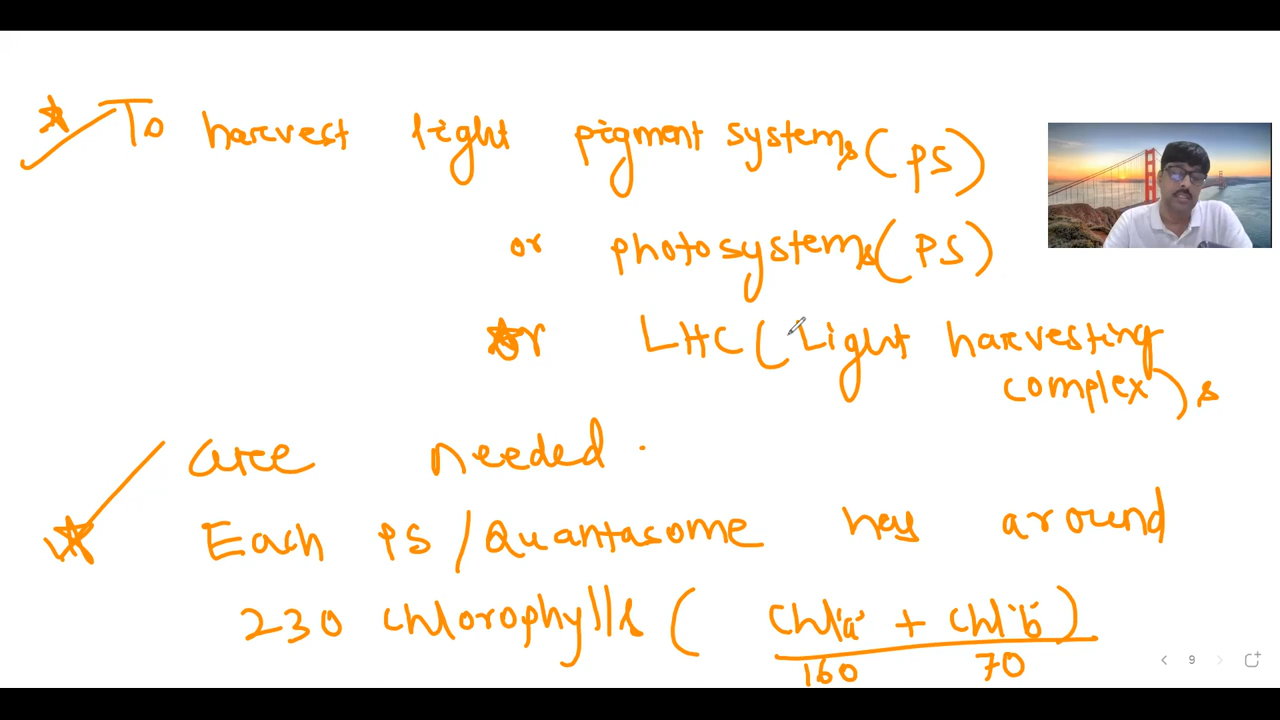 To harvest light pigment systems (PS)
or photosystems (PS)
or LHC (Light harvesting
complex)s
are needed.
Each PS/Quantasome has around
230 chlorophylls (Chl'a' + Chl'b')
160 70
9